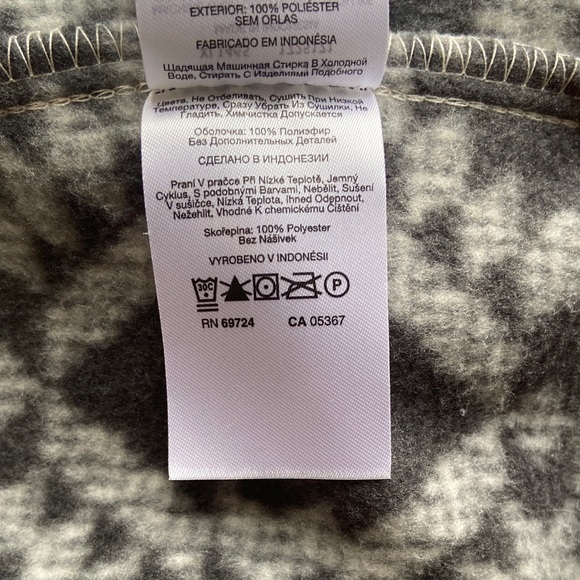 EXTERIOR: 100% POLIÉSTER
SEM ORLAS
FABRICADO EM INDONÉSIA
Щадящая Машинная Стирка В Холодной
Воде, Стирать С Изделиями Подобного
Цвета, Не Отбеливать, Сушить При Низкой
Температуре, Сразу Убрать Из Сушилки, Не
Гладить, Химчистка Допускается
Оболочка: 100% Полиэфир
Без Дополнительных Деталей
СДЕЛАНО В ИНДОНЕЗИИ
Praní V pračce Při Nízké Teplotě, Jemný
Cyklus, S podobnými Barvami, Nebělit, Sušení
V sušičce, Nízká Teplota, Ihned Odepnout,
Nežehlit, Vhodné K chemickému Čištění
Skořepina: 100% Polyester
Bez Nášivek
VYROBENO V INDONÉSII
30C
P
RN 69724 CA 05367